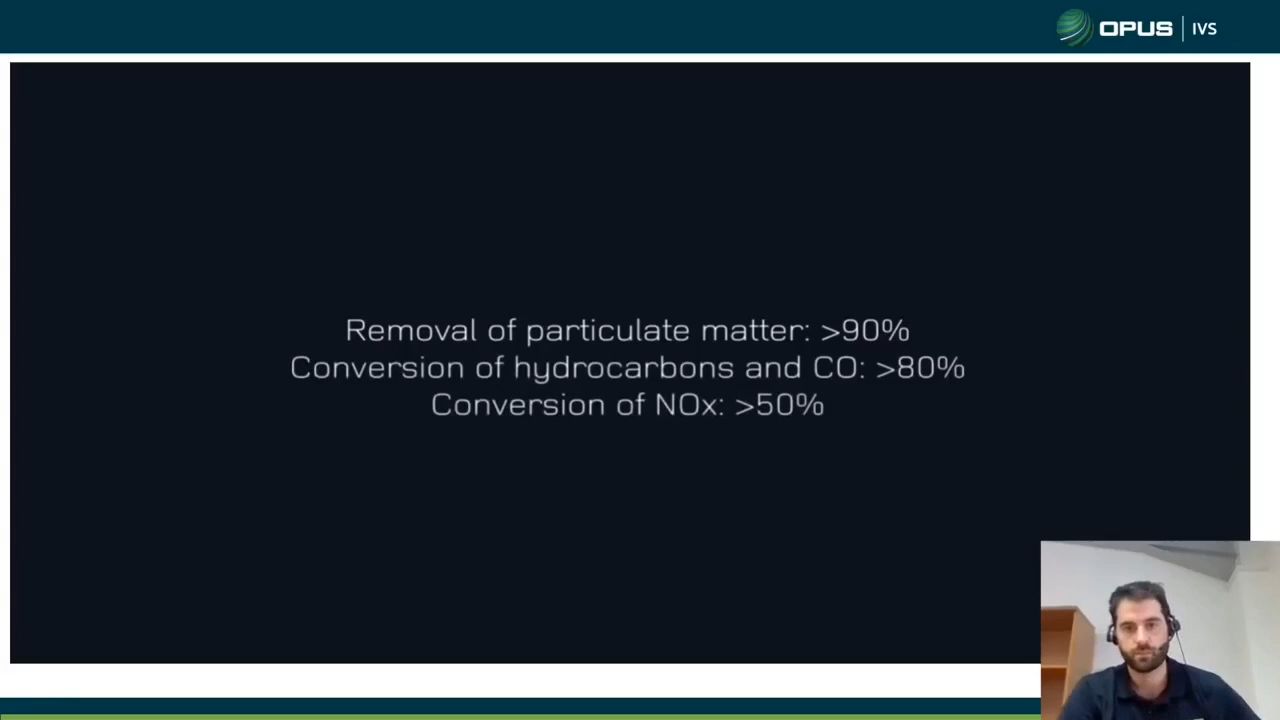 OPUS | IVS
Removal of particulate matter: >90%
Conversion of hydrocarbons and CO: >80%
Conversion of NOx: >50%